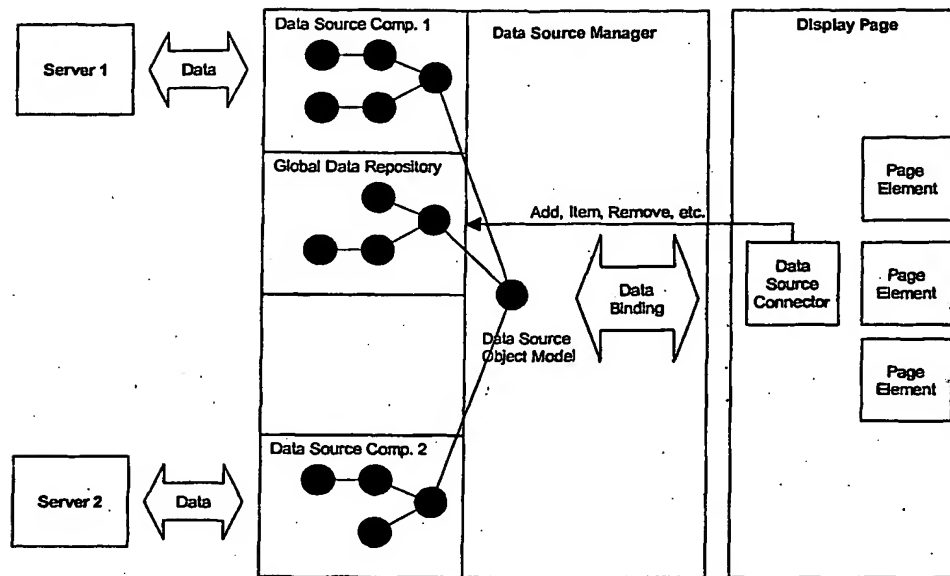 Data Source Comp. 1
Data Source Manager
Display Page
Server 1
Data
Global Data Repository
Page
Element
Add, Item, Remove, etc.
Data
Source
Connector
Page
Element
Data
Binding
Data Source
Object Model
Page
Element
Data Source Comp. 2
Server 2
Data